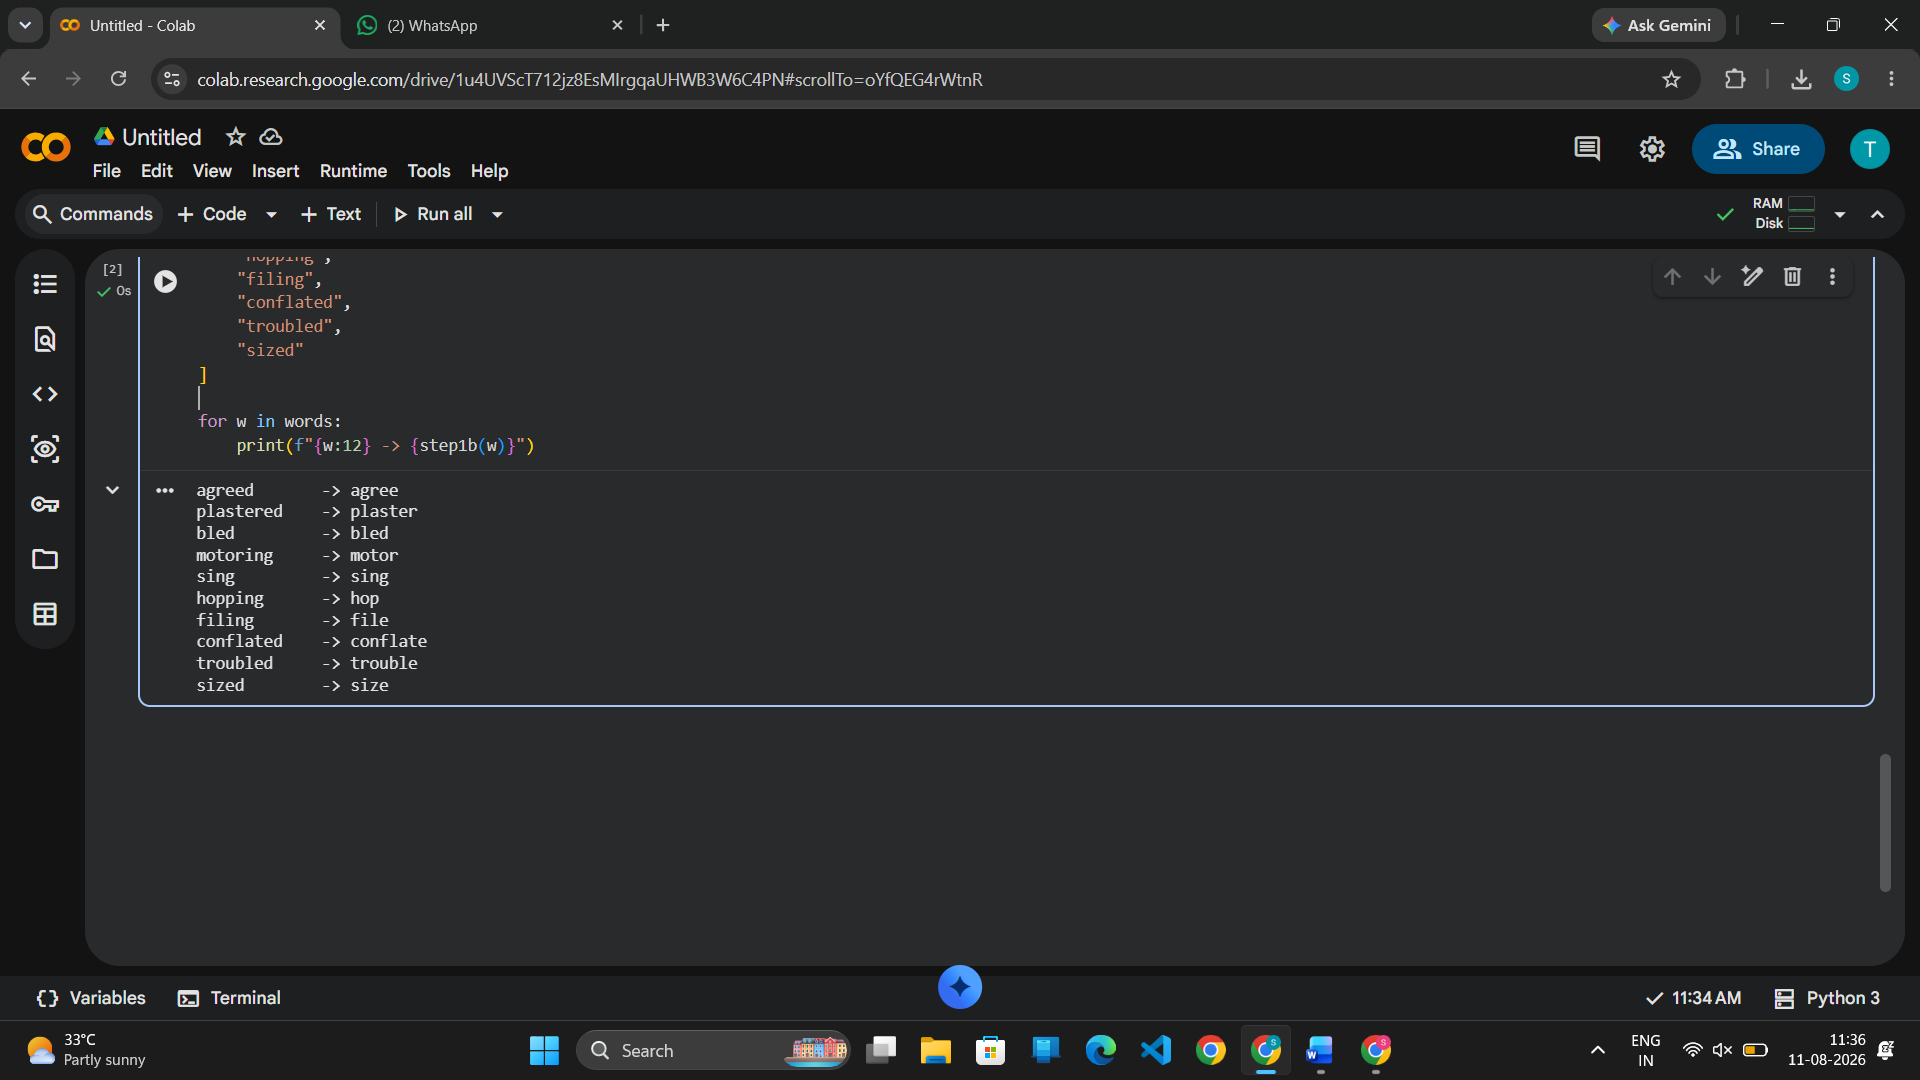 Untitled - Colab
(2) WhatsApp
Ask Gemini
colab.research.google.com/drive/1u4UVScT712jz8EsMIrgqaUHWB3W6C4PN#scrollTo=oYfQEG4rWtnR
S
Untitled
File Edit View Insert Runtime Tools Help
Share
T
Commands + Code + Text Run all
RAM
Disk
[2]
0s
"hopping",
"filing",
"conflated",
"troubled",
"sized"
]
for w in words:
print(f"{w:12} -> {step1b(w)}")
agreed -> agree
plastered -> plaster
bled -> bled
motoring -> motor
sing -> sing
hopping -> hop
filing -> file
conflated -> conflate
troubled -> trouble
sized -> size
Variables Terminal
11:34 AM Python 3
33°C
Partly sunny
Search
ENG
IN
11:36
11-08-2026